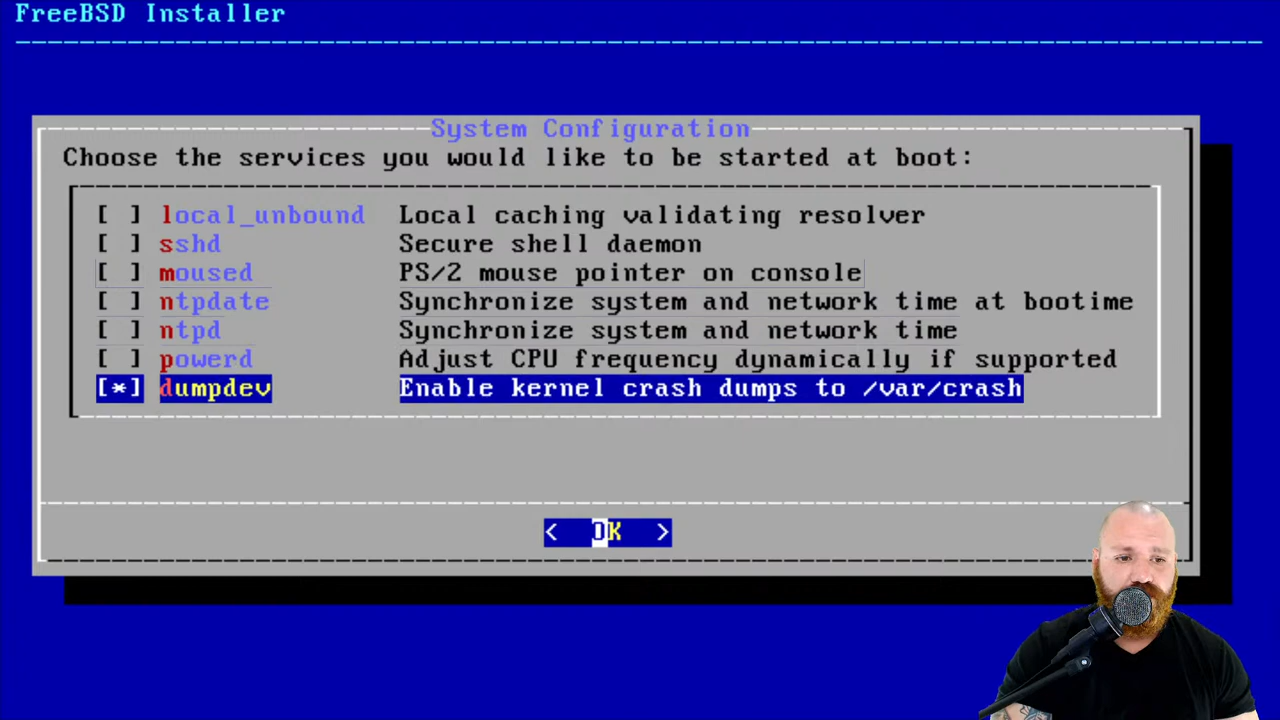 FreeBSD Installer
System Configuration
Choose the services you would like to be started at boot:
[ ] local_unbound Local caching validating resolver
[ ] sshd Secure shell daemon
[ ] moused PS/2 mouse pointer on console
[ ] ntpdate Synchronize system and network time at bootime
[ ] ntpd Synchronize system and network time
[ ] powerd Adjust CPU frequency dynamically if supported
[*] dumpdev Enable kernel crash dumps to /var/crash
< OK >